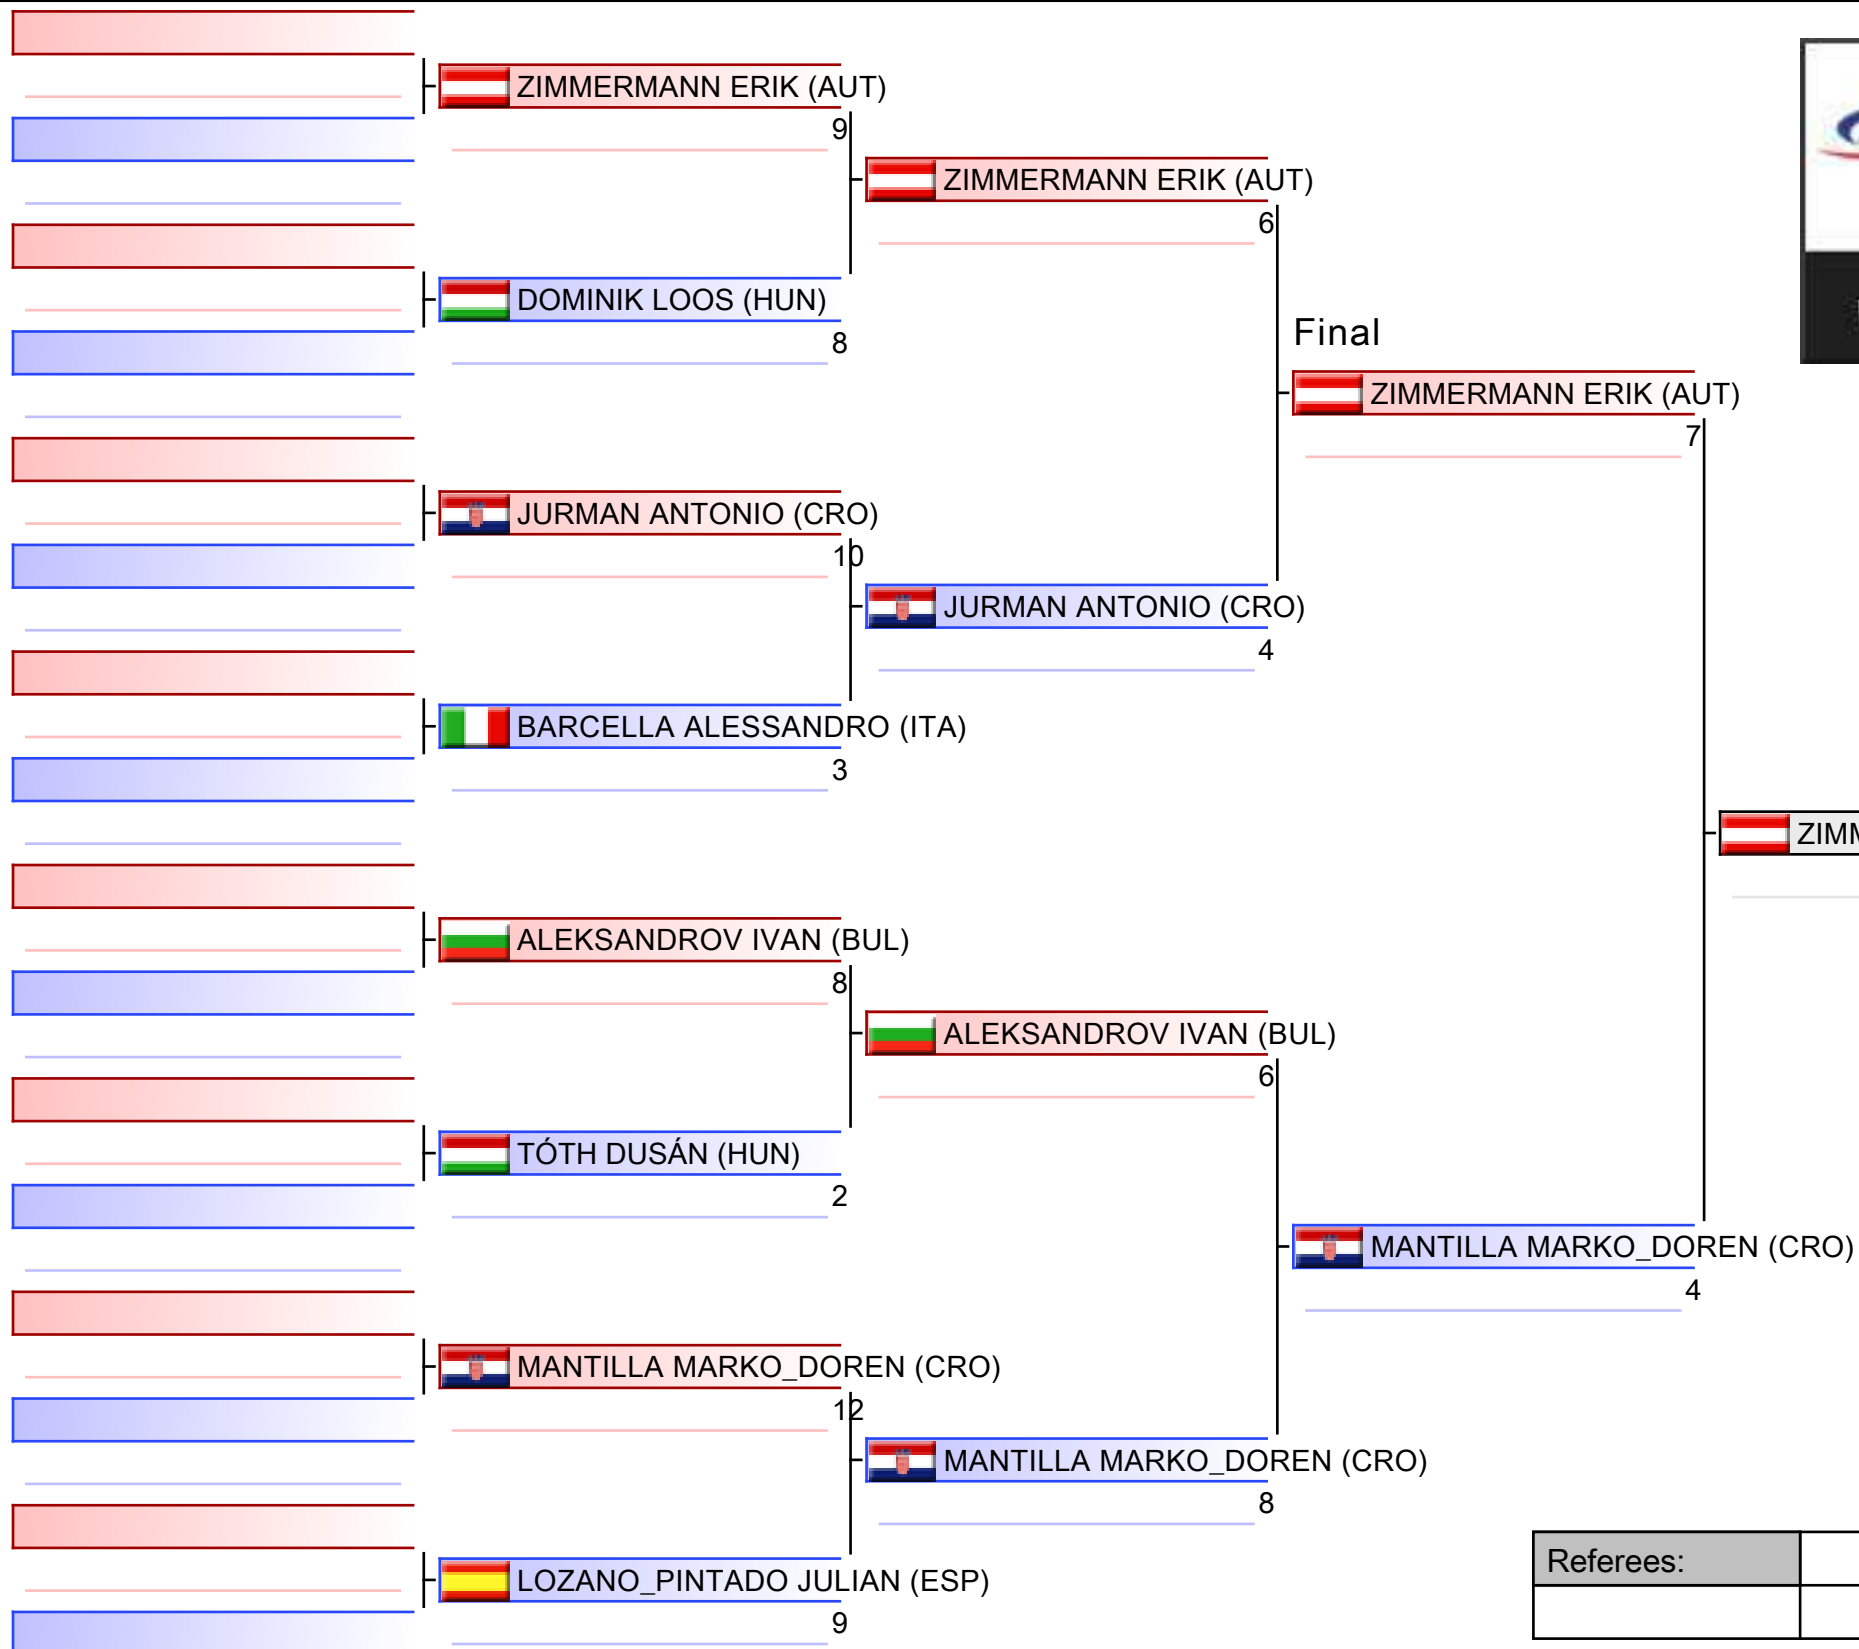 ZIMMERMANN ERIK (AUT)
9
ZIMMERMANN ERIK (AUT)
6
DOMINIK LOOS (HUN)
8
Final
ZIMMERMANN ERIK (AUT)
7
JURMAN ANTONIO (CRO)
10
JURMAN ANTONIO (CRO)
4
BARCELLA ALESSANDRO (ITA)
3
ZIMM
ALEKSANDROV IVAN (BUL)
8
ALEKSANDROV IVAN (BUL)
6
TÓTH DUSÁN (HUN)
2
MANTILLA MARKO_DOREN (CRO)
4
MANTILLA MARKO_DOREN (CRO)
12
MANTILLA MARKO_DOREN (CRO)
8
LOZANO_PINTADO JULIAN (ESP)
9
Referees: